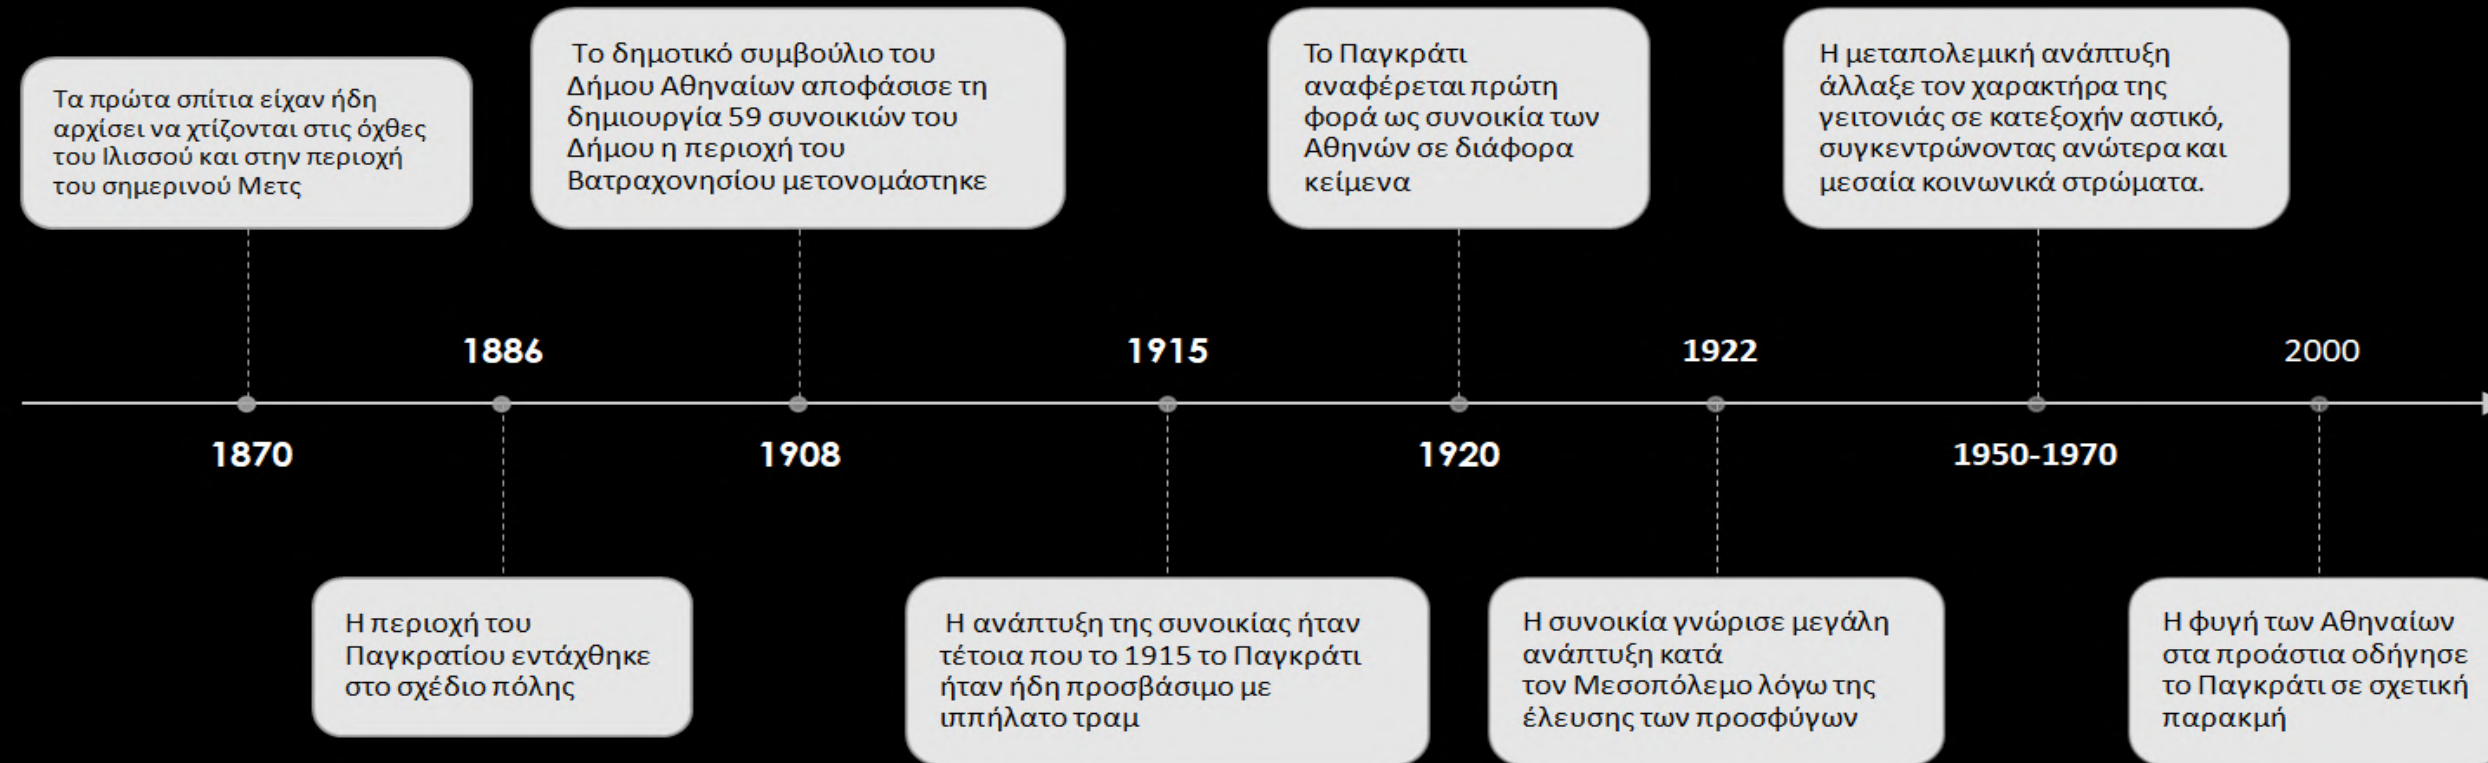 Τα πρώτα σπίτια είχαν ήδη
αρχίσει να χτίζονται στις όχθες
του Ιλισσού και στην περιοχή
του σημερινού Μετς
Το δημοτικό συμβούλιο του
Δήμου Αθηναίων αποφάσισε τη
δημιουργία 59 συνοικιών του
Δήμου η περιοχή του
Βατραχονησίου μετονομάστηκε
Το Παγκράτι
αναφέρεται πρώτη
φορά ως συνοικία των
Αθηνών σε διάφορα
κείμενα
Η μεταπολεμική ανάπτυξη
άλλαξε τον χαρακτήρα της
γειτονιάς σε κατεξοχήν αστικό,
συγκεντρώνοντας ανώτερα και
μεσαία κοινωνικά στρώματα.
1886
1915
1922
2000
1870
1908
1920
1950-1970
Η περιοχή του
Παγκρατίου εντάχθηκε
στο σχέδιο πόλης
Η ανάπτυξη της συνοικίας ήταν
τέτοια που το 1915 το Παγκράτι
ήταν ήδη προσβάσιμο με
ιππήλατο τραμ
Η συνοικία γνώρισε μεγάλη
ανάπτυξη κατά
τον Μεσοπόλεμο λόγω της
έλευσης των προσφύγων
Η φυγή των Αθηναίων
στα προάστια οδήγησε
το Παγκράτι σε σχετική
παρακμή